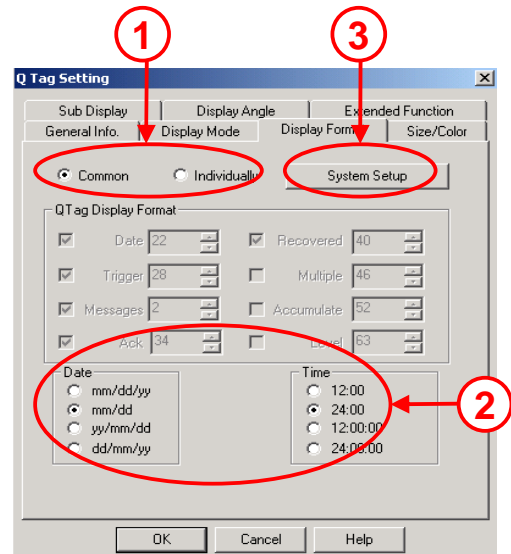 1 3
Q Tag Setting
Sub Display Display Angle Extended Function
General Info. Display Mode Display Format Size/Color
Common Individually System Setup
QTag Display Format
Date 22 Recovered 40
Trigger 28 Multiple 46
Messages 2 Accumulate 52
Ack 34 Level 63
Date Time
mm/dd/yy 12:00
mm/dd 24:00
2
yy/mm/dd 12:00:00
dd/mm/yy 24:00:00
OK Cancel Help